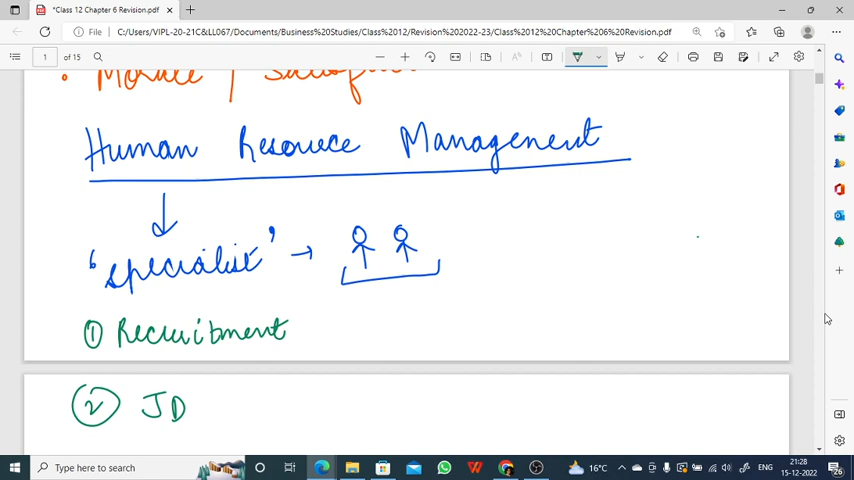 *Class 12 Chapter 6 Revision.pdf
File
C:/Users/VIPL-20-21C&LL067/Documents/Business%20Studies/Class%2012/Revision%202022-23/Class%2012%20Chapter%206%20Revision.pdf
1 of 15
• Morale /
Human Resource Management
'specialist' →
① Recruitment
② JD
Type here to search
16°C
ENG
21:28
15-12-2022
26